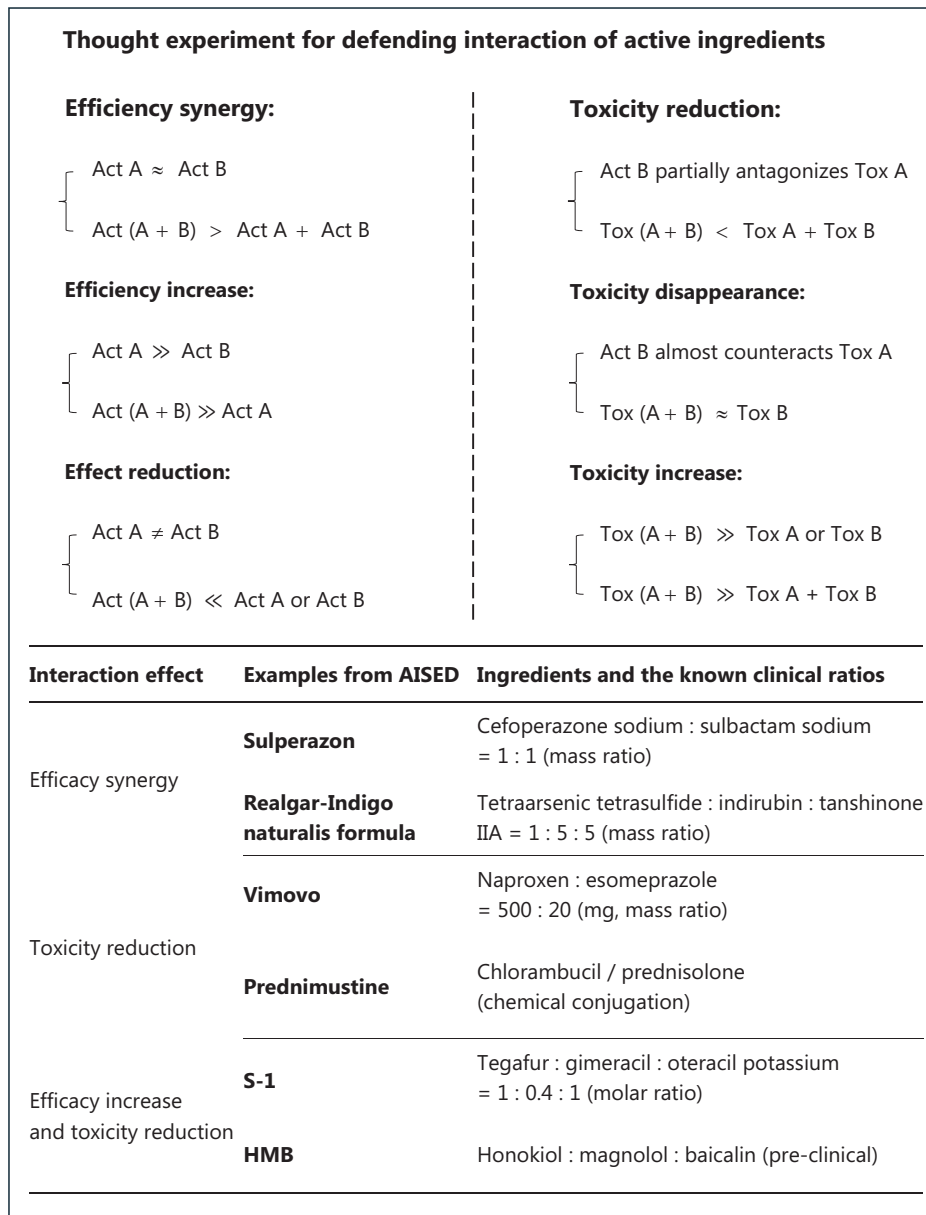 Thought experiment for defending interaction of active ingredients
Efficiency synergy:
Act A ≈ Act B
Act (A + B) > Act A + Act B
Efficiency increase:
Act A ≫ Act B
Act (A + B) ≫ Act A
Effect reduction:
Act A ≠ Act B
Act (A + B) ≪ Act A or Act B
Toxicity reduction:
Act B partially antagonizes Tox A
Tox (A + B) < Tox A + Tox B
Toxicity disappearance:
Act B almost counteracts Tox A
Tox (A + B) ≈ Tox B
Toxicity increase:
Tox (A + B) ≫ Tox A or Tox B
Tox (A + B) ≫ Tox A + Tox B
Interaction effect Examples from AISED Ingredients and the known clinical ratios
Efficacy synergy
Sulperazon
Cefoperazone sodium : sulbactam sodium
= 1 : 1 (mass ratio)
Realgar-Indigo
naturalis formula
Tetraarsenic tetrasulfide : indirubin : tanshinone
IIA = 1 : 5 : 5 (mass ratio)
Toxicity reduction
Vimovo
Naproxen : esomeprazole
= 500 : 20 (mg, mass ratio)
Prednimustine
Chlorambucil / prednisolone
(chemical conjugation)
Efficacy increase
and toxicity reduction
S-1
Tegafur : gimeracil : oteracil potassium
= 1 : 0.4 : 1 (molar ratio)
HMB
Honokiol : magnolol : baicalin (pre-clinical)